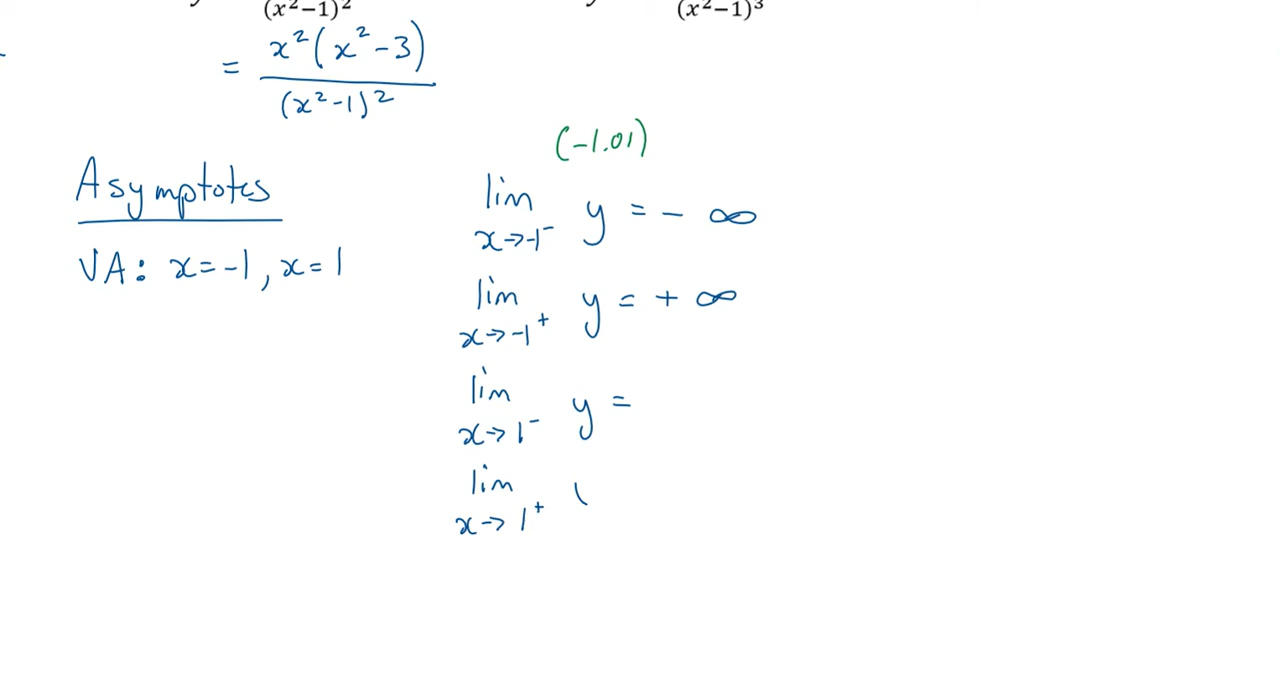 (x²−1)² (x²−1)³
= x²(x²-3) / (x²-1)²
(-1.01)
Asymptotes
VA: x=-1, x=1
lim x→-1⁻ y = - ∞
lim x→-1⁺ y = + ∞
lim x→1⁻ y =
lim x→1⁺